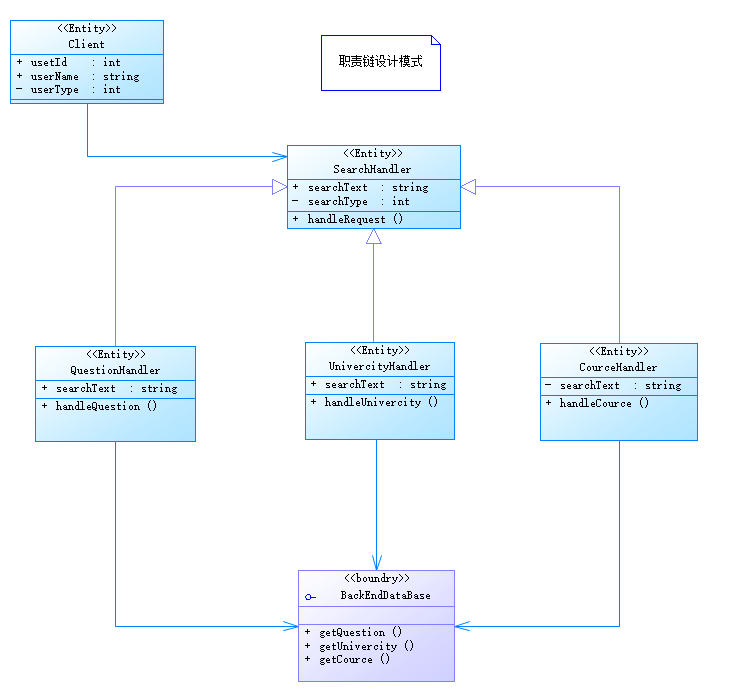 <<Entity>>
Client
+ usetId : int
+ userName : string
- userType : int
职责链设计模式
<<Entity>>
SearchHandler
+ searchText : string
- searchType : int
+ handleRequest ()
<<Entity>>
QuestionHandler
+ searchText : string
+ handleQuestion ()
<<Entity>>
UnivercityHandler
+ searchText : string
+ handleUnivercity ()
<<Entity>>
CourceHandler
- searchText : string
+ handleCource ()
<<boundry>>
BackEndDataBase
+ getQuestion ()
+ getUnivercity ()
+ getCource ()